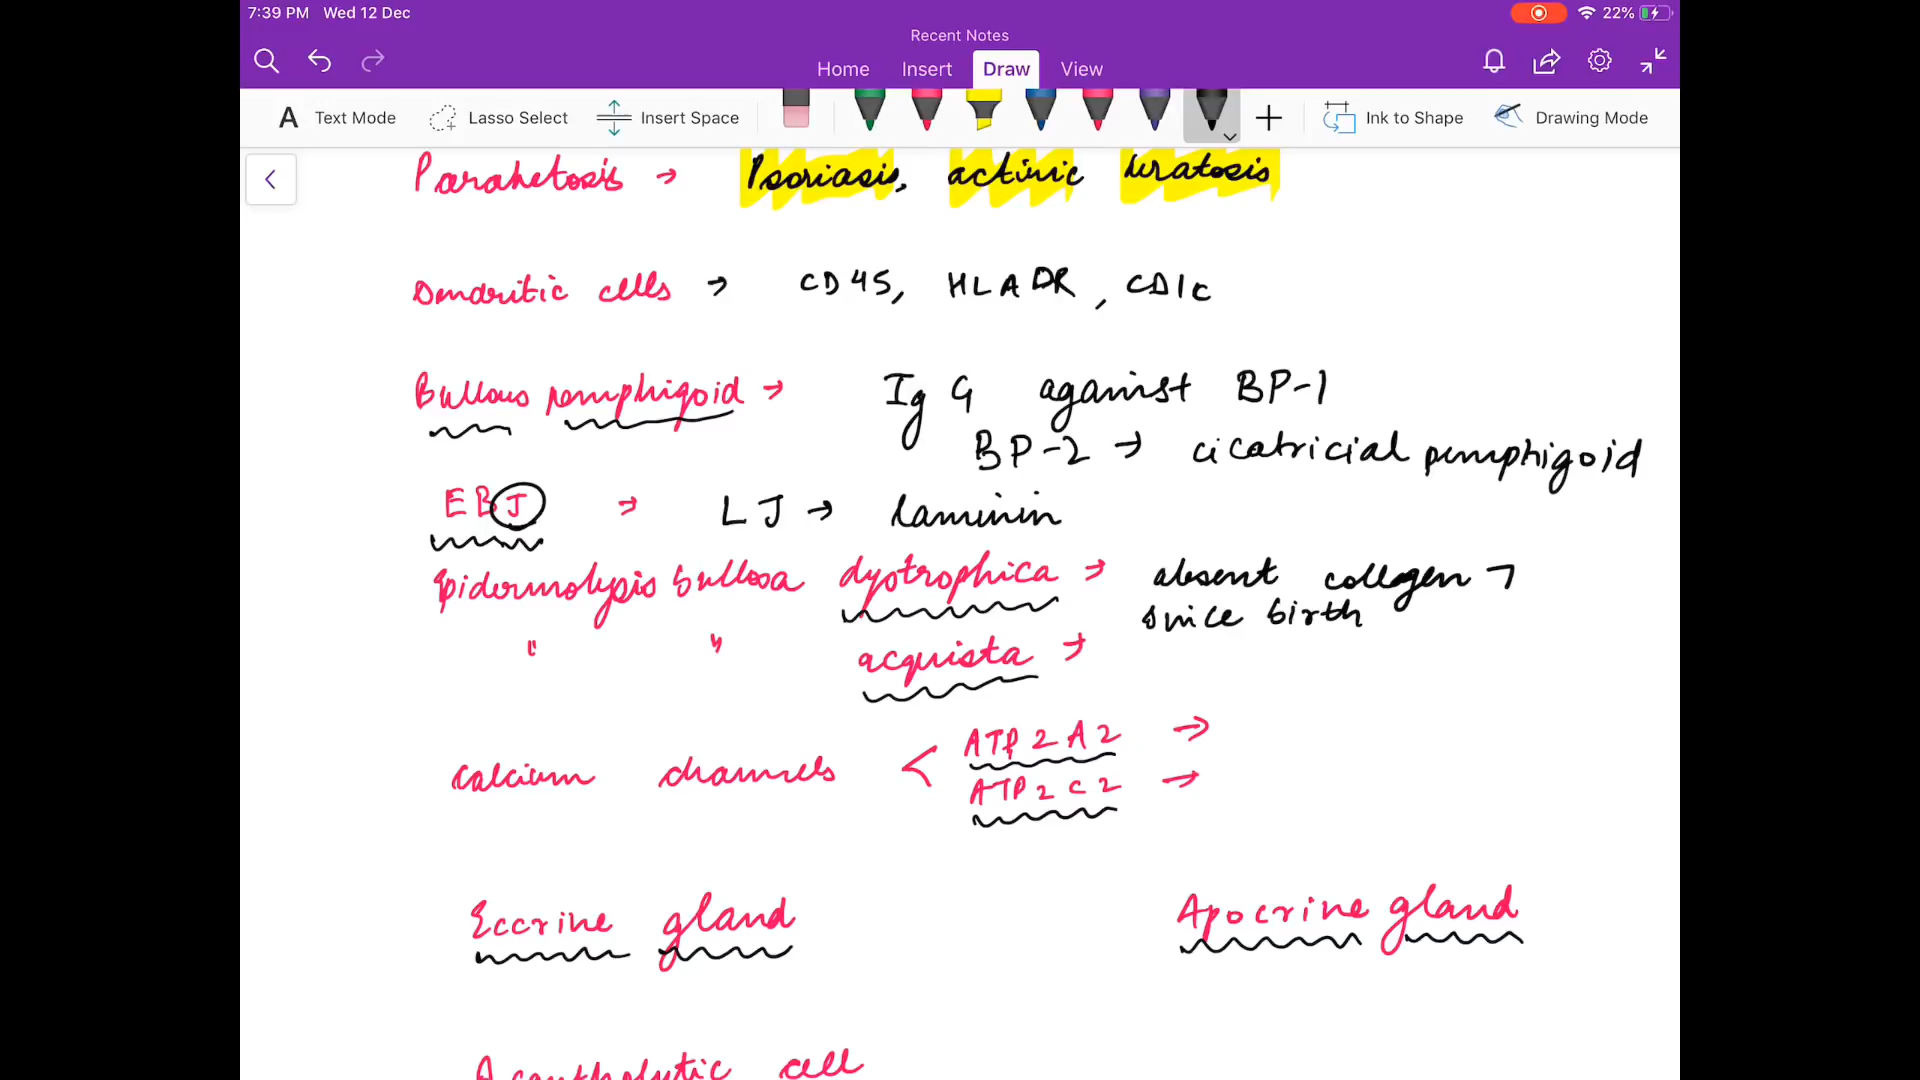 7:39 PM Wed 12 Dec 22%
Recent Notes
Home Insert Draw View
A Text Mode Lasso Select Insert Space Ink to Shape Drawing Mode
Paraketosis → Psoriasis, actinic keratosis
Dendritic cells → CD45, HLA DR, CD1c
Bullous pemphigoid → IgG against BP-1
BP-2 → cicatricial pemphigoid
EBJ → LJ → laminin
Epidermolysis bullosa dystrophica → absent collagen 7
since birth
" " acquista →
calcium channels < ATP2A2 →
ATP2C2 →
Eccrine gland Apocrine gland
Acantholytic cell